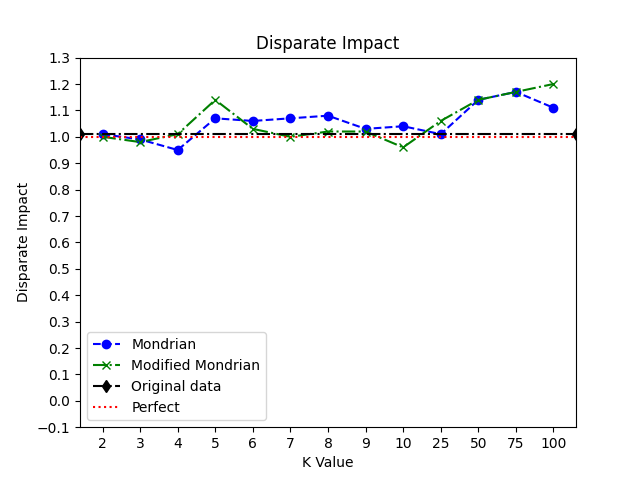 Disparate Impact
1.3
1.2
1.1
1.0
0.9
0.8
0.7
0.6
0.5
0.4
0.3
0.2
0.1
0.0
−0.1
Disparate Impact
Mondrian
Modified Mondrian
Original data
Perfect
2 3 4 5 6 7 8 9 10 25 50 75 100
K Value